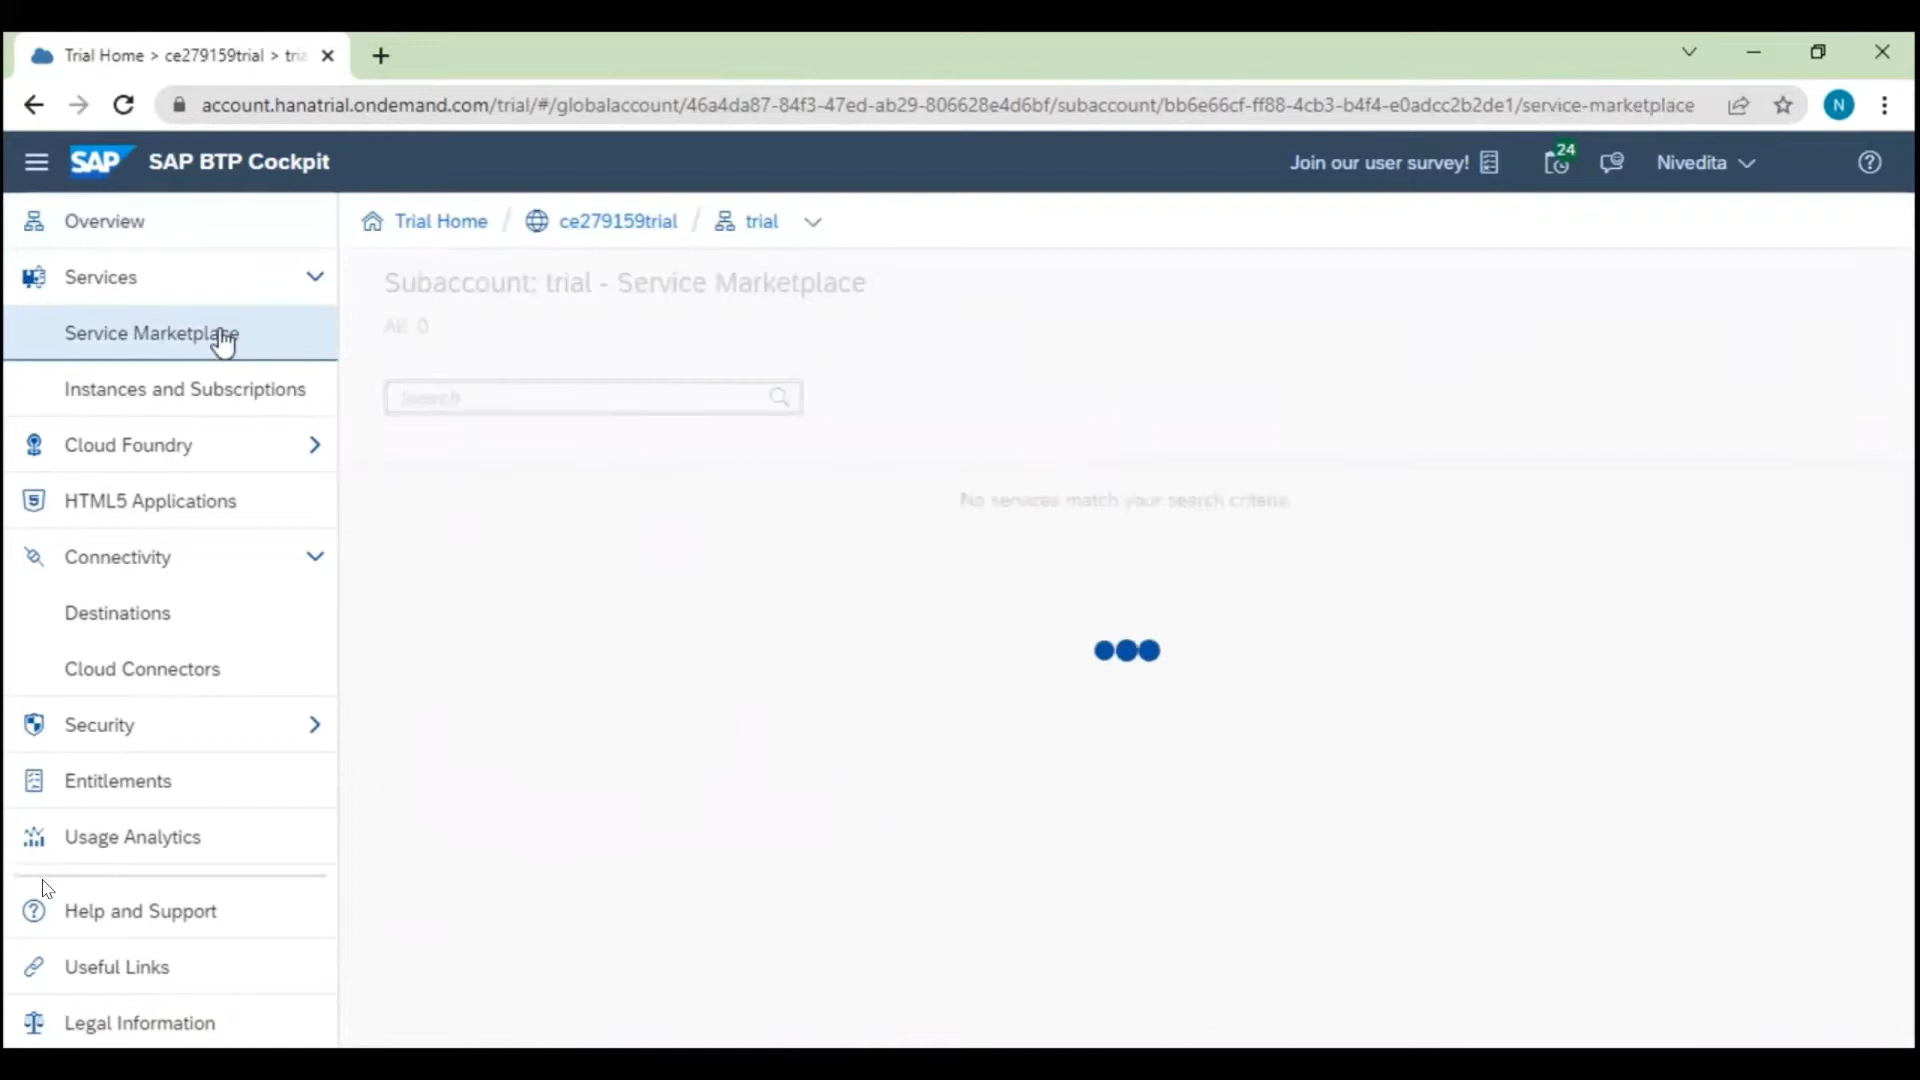 Trial Home > ce279159trial > tria
account.hanatrial.ondemand.com/trial/#/globalaccount/46a4da87-84f3-47ed-ab29-806628e4d6bf/subaccount/bb6e66cf-ff88-4cb3-b4f4-e0adcc2b2de1/service-marketplace
N
SAP SAP BTP Cockpit
Join our user survey!
24
Nivedita
Overview
Trial Home / ce279159trial / trial
Services
Subaccount: trial - Service Marketplace
All: 0
Service Marketplace
Search
Instances and Subscriptions
Cloud Foundry
HTML5 Applications
No services match your search criteria
Connectivity
Destinations
Cloud Connectors
Security
Entitlements
Usage Analytics
Help and Support
Useful Links
Legal Information